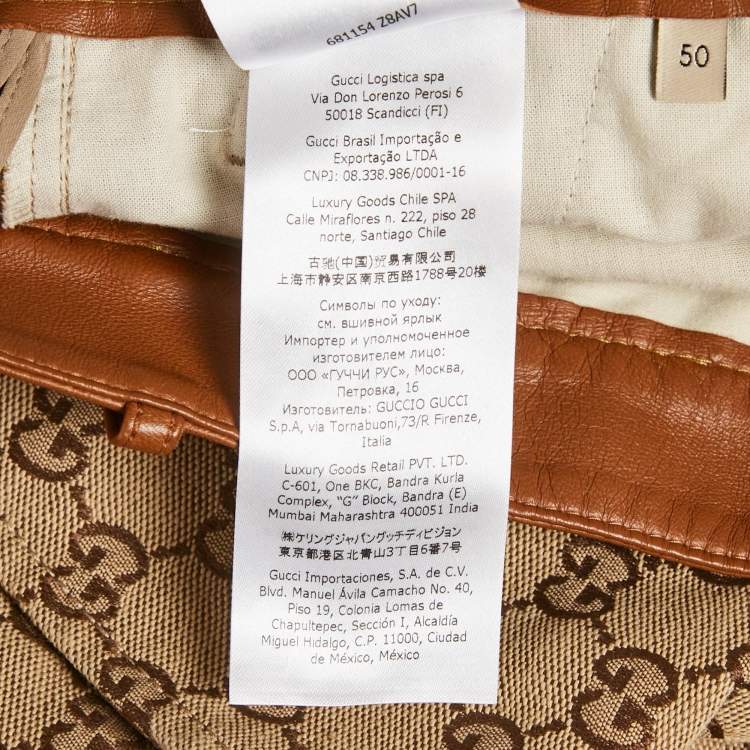 681154 Z8AV7
50
Gucci Logistica spa
Via Don Lorenzo Perosi 6
50018 Scandicci (FI)
Gucci Brasil Importação e
Exportação LTDA
CNPJ: 08.338.986/0001-16
Luxury Goods Chile SPA
Calle Miraflores n. 222, piso 28
norte, Santiago Chile
古驰(中国)贸易有限公司
上海市静安区南京西路1788号20楼
Символы по уходу:
см. вшивной ярлык
Импортер и уполномоченное
изготовителем лицо:
ООО «ГУЧЧИ РУС», Москва,
Петровка, 16
Изготовитель: GUCCIO GUCCI
S.p.A, via Tornabuoni,73/R Firenze,
Italia
Luxury Goods Retail PVT. LTD.
C-601, One BKC, Bandra Kurla
Complex, “G” Block, Bandra (E)
Mumbai Maharashtra 400051 India
㈱ケリングジャパングッチディビジョン
東京都港区北青山3丁目6番7号
Gucci Importaciones, S.A. de C.V.
Blvd. Manuel Ávila Camacho No. 40,
Piso 19, Colonia Lomas de
Chapultepec, Sección I, Alcaldía
Miguel Hidalgo, C.P. 11000, Ciudad
de México, México